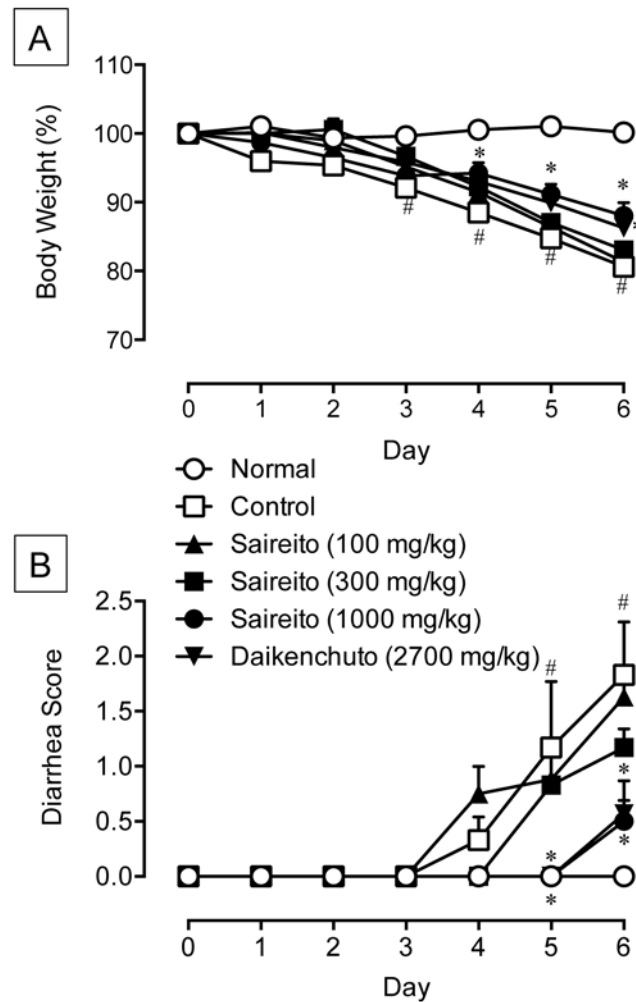 A
110
100
90
80
70
Body Weight (%)
* * *
*
# # # #
0 1 2 3 4 5 6
Day
Normal
Control
Saireito (100 mg/kg)
Saireito (300 mg/kg)
Saireito (1000 mg/kg)
Daikenchuto (2700 mg/kg)
B
2.5
2.0
1.5
1.0
0.5
0.0
Diarrhea Score
# #
* *
* *
0 1 2 3 4 5 6
Day